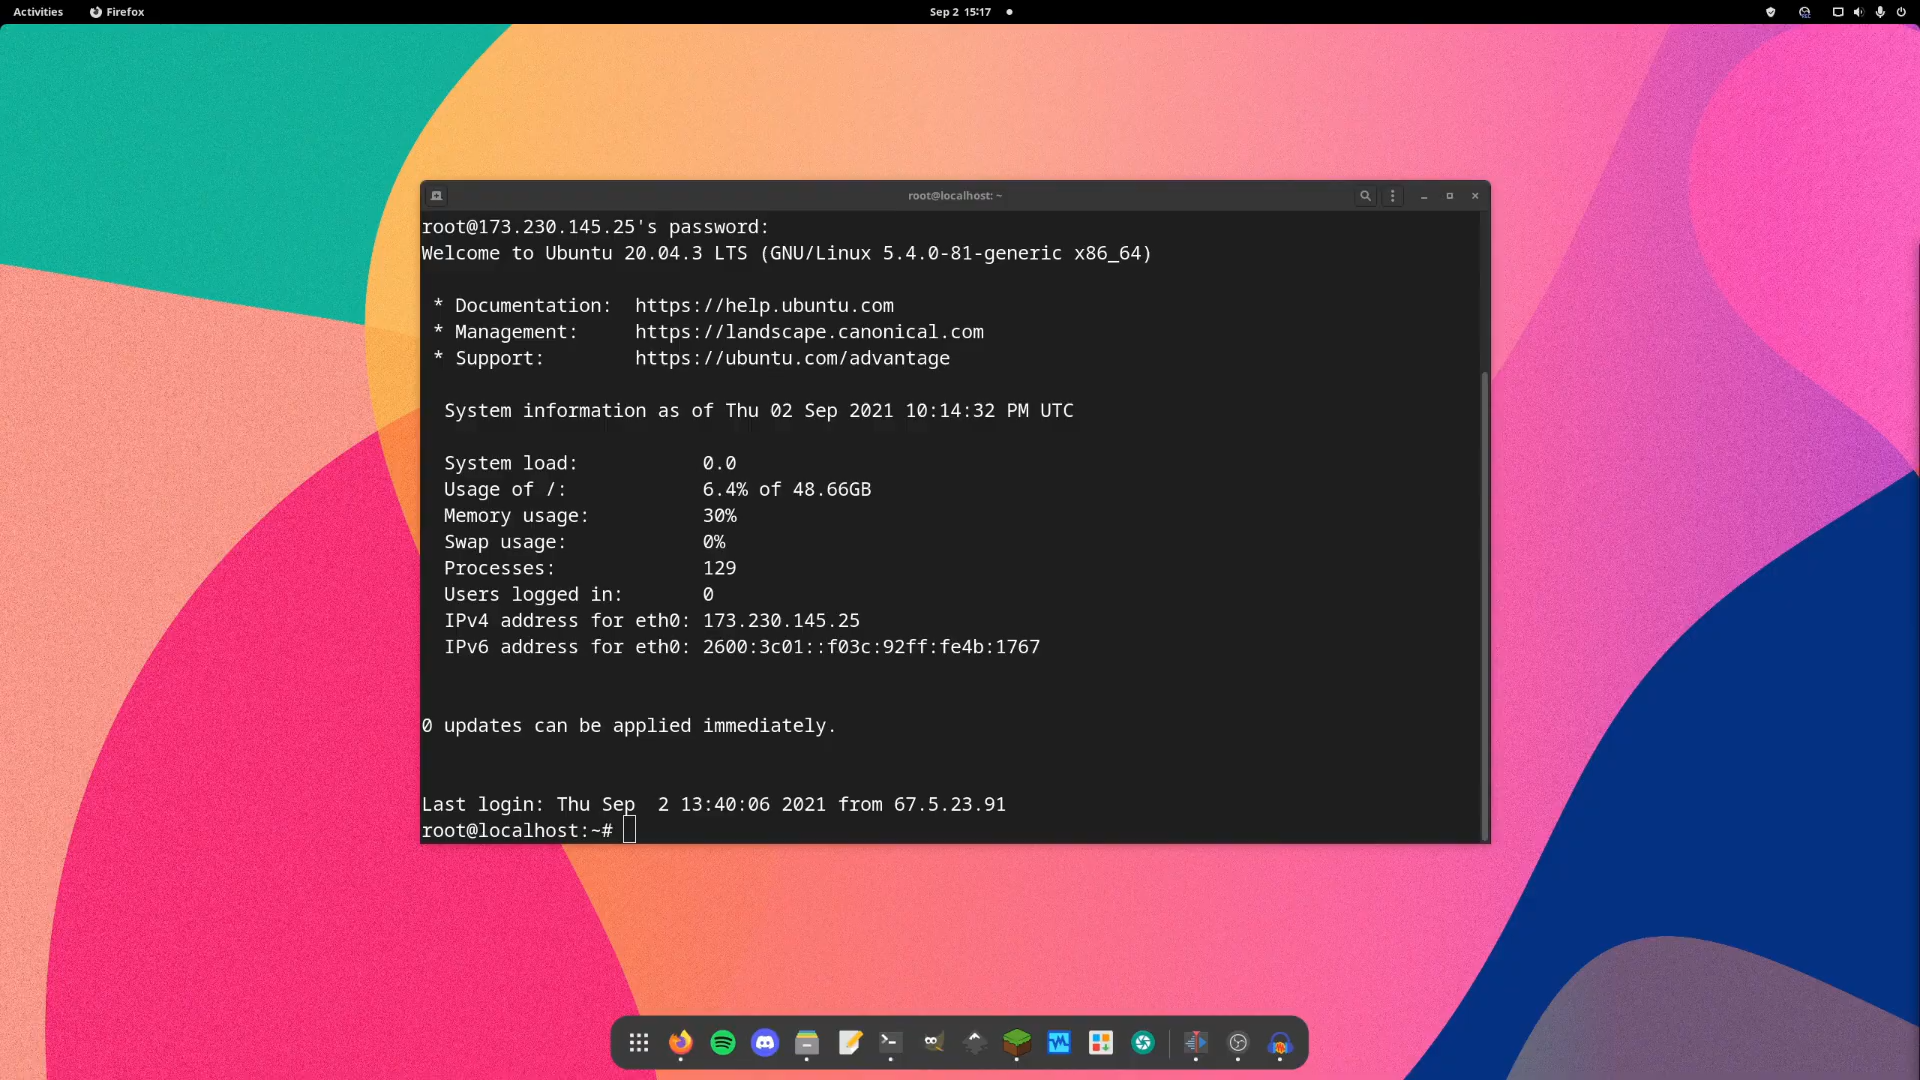 Activities
Firefox
Sep 2 15:17
root@localhost: ~
root@173.230.145.25's password:
Welcome to Ubuntu 20.04.3 LTS (GNU/Linux 5.4.0-81-generic x86_64)
* Documentation: https://help.ubuntu.com
* Management: https://landscape.canonical.com
* Support: https://ubuntu.com/advantage
System information as of Thu 02 Sep 2021 10:14:32 PM UTC
System load: 0.0
Usage of /: 6.4% of 48.66GB
Memory usage: 30%
Swap usage: 0%
Processes: 129
Users logged in: 0
IPv4 address for eth0: 173.230.145.25
IPv6 address for eth0: 2600:3c01::f03c:92ff:fe4b:1767
0 updates can be applied immediately.
Last login: Thu Sep  2 13:40:06 2021 from 67.5.23.91
root@localhost:~#